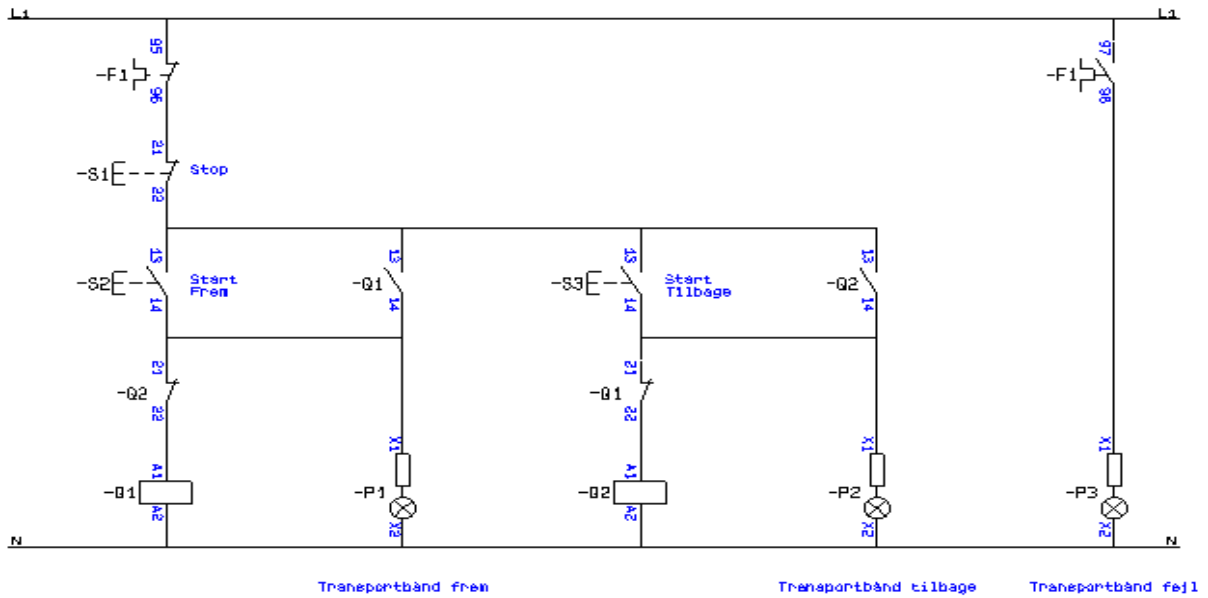 L1 L1
95 97
-F1 -F1
96 98
21
-S1 Stop
22
13 13 13 13
-S2 Start Frem -Q1 -S3 Start Tilbage -Q2
14 14 14 14
21 21
-Q2 -Q1
22 22
X1 X1 X1
A1 A1
-Q1 -P1 -Q2 -P2 -P3
A2 X2 A2 X2 X2
N N
Transportbånd frem Transportbånd tilbage Transportbånd fejl